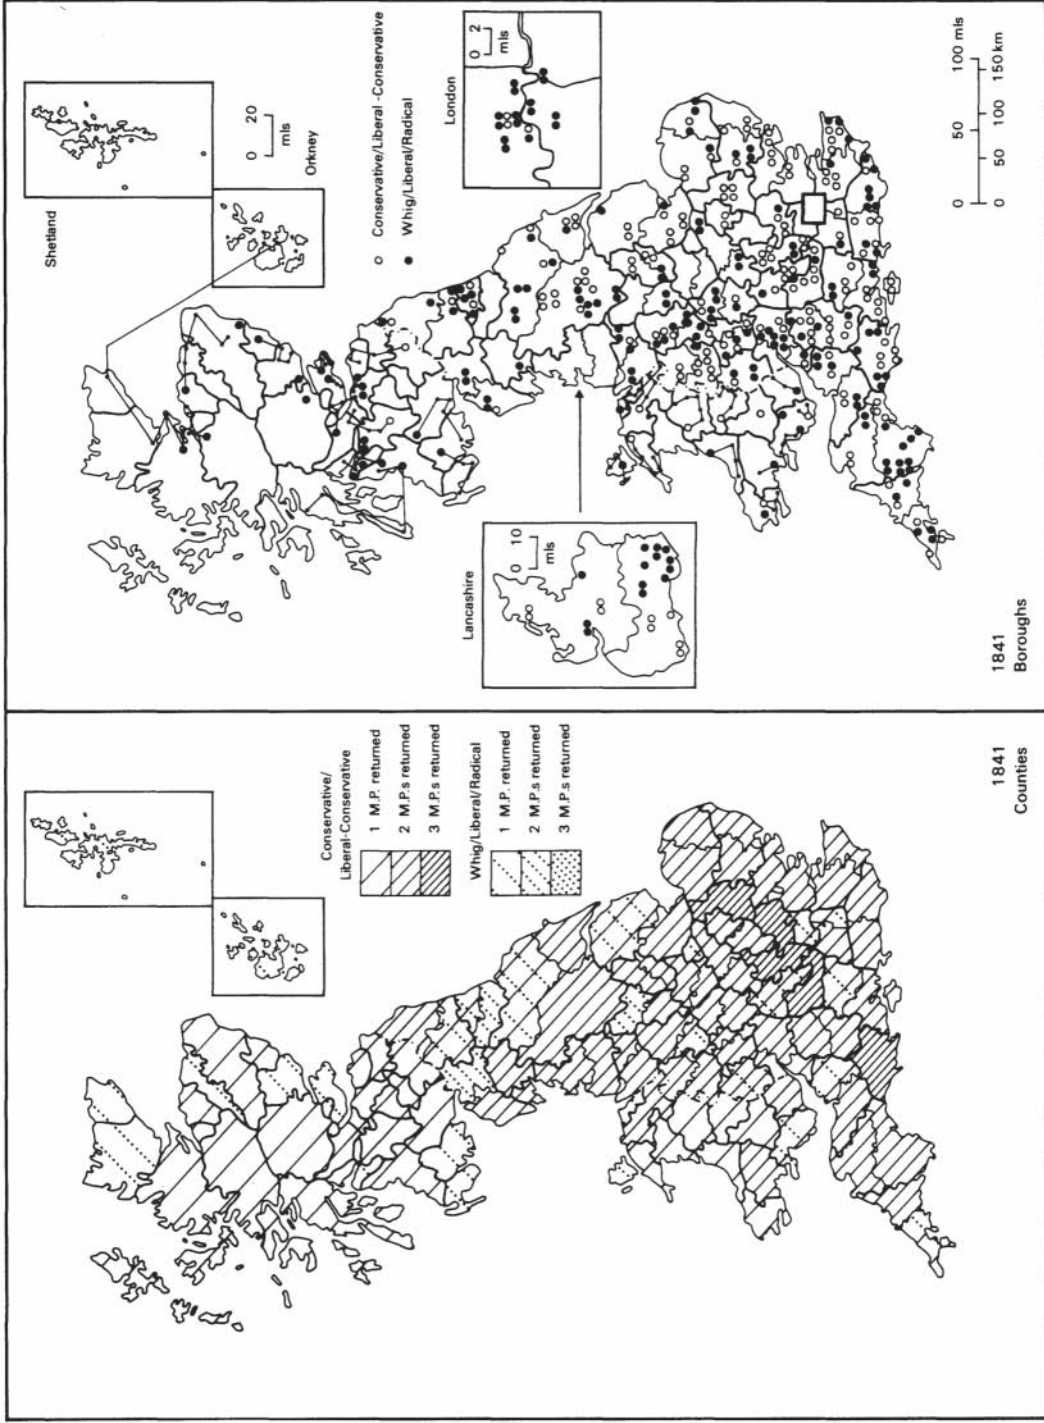 Conservative/
Liberal-Conservative
1 M.P. returned
2 M.P.s returned
3 M.P.s returned
Whig/Liberal/Radical
1 M.P. returned
2 M.P.s returned
3 M.P.s returned
1841
Counties
Shetland
0 20
mls
Orkney
Conservative/Liberal-Conservative
Whig/Liberal/Radical
London
0 2
mls
Lancashire
0 10
mls
0 50 100 mls
0 50 100 150 km
1841
Boroughs